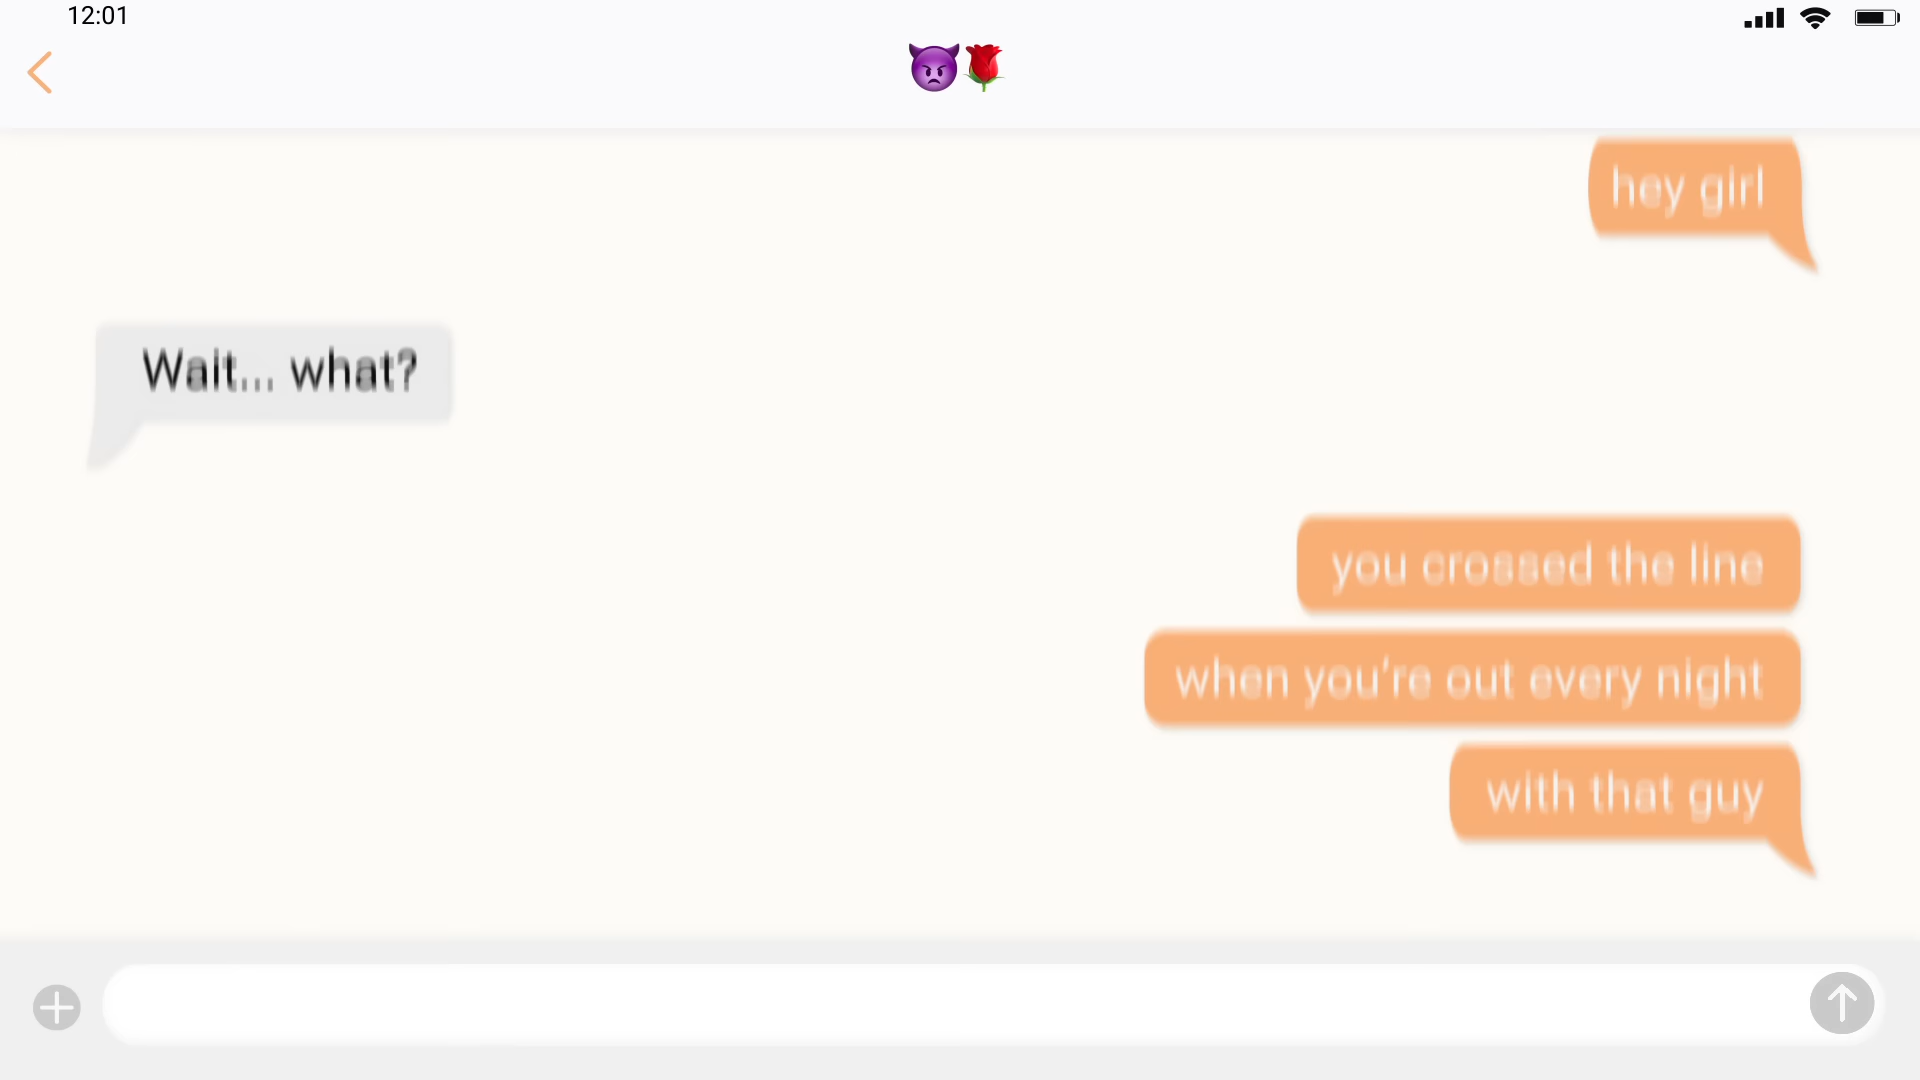 12:01
😈🌹
hey girl
Wait... what?
you crossed the line
when you're out every night
with that guy